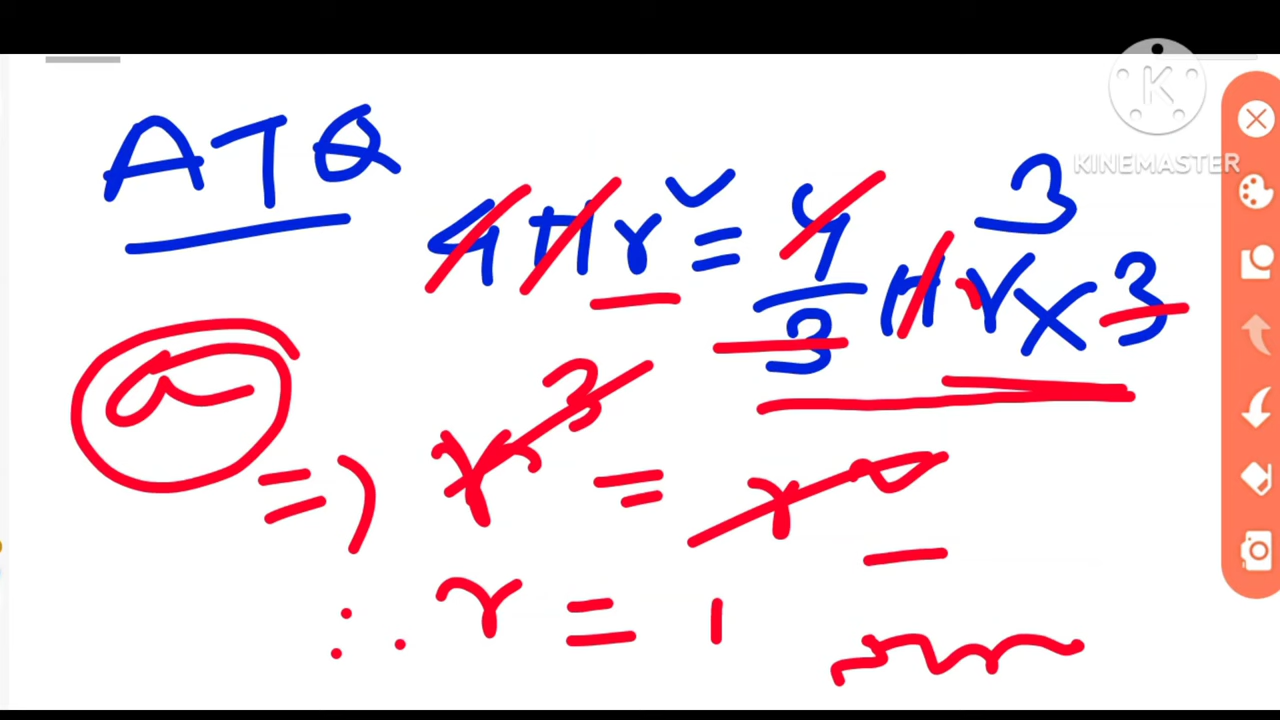 ATQ
4πr² = 4/3 πr³ × 3
a
⇒ r³ = r²
∴ r = 1
KINEMASTER